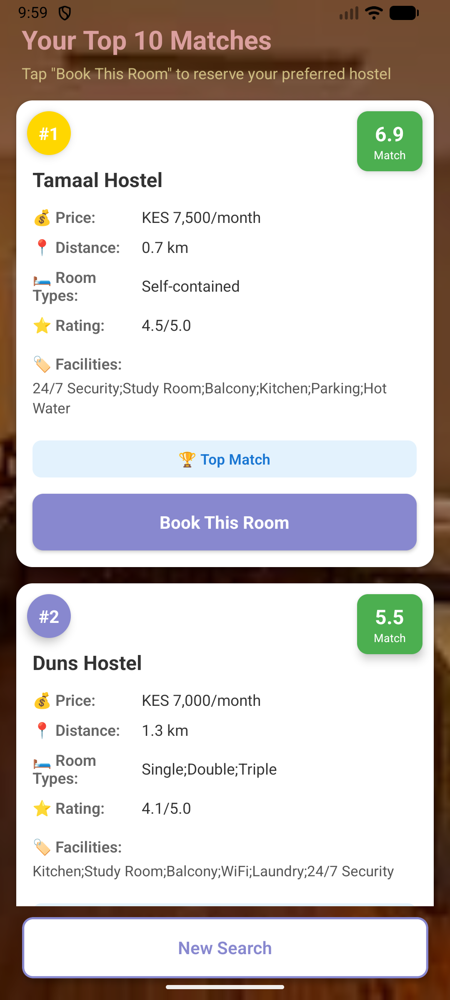 9:59
Your Top 10 Matches
Tap "Book This Room" to reserve your preferred hostel
#1
6.9
Match
Tamaal Hostel
💰 Price: KES 7,500/month
📍 Distance: 0.7 km
🛏️ Room
Types: Self-contained
⭐ Rating: 4.5/5.0
🏷️ Facilities:
24/7 Security;Study Room;Balcony;Kitchen;Parking;Hot
Water
🏆 Top Match
Book This Room
#2
5.5
Match
Duns Hostel
💰 Price: KES 7,000/month
📍 Distance: 1.3 km
🛏️ Room
Types: Single;Double;Triple
⭐ Rating: 4.1/5.0
🏷️ Facilities:
Kitchen;Study Room;Balcony;WiFi;Laundry;24/7 Security
New Search